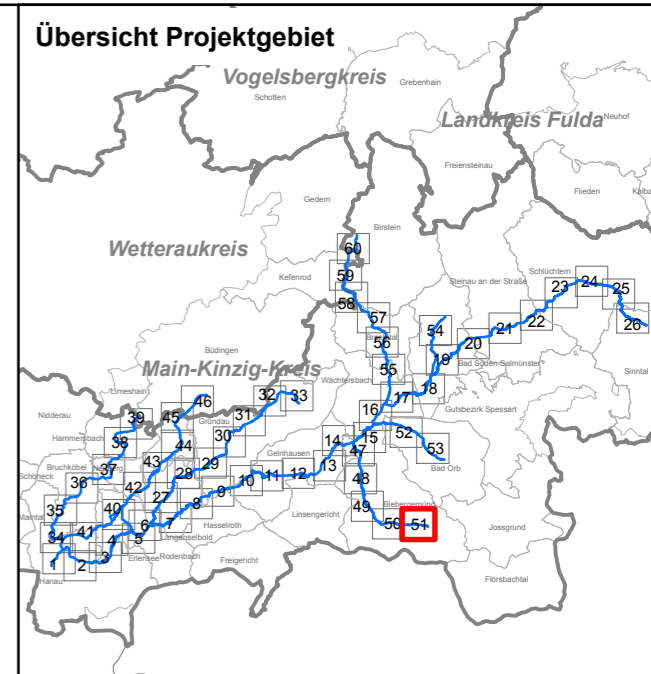 Übersicht Projektgebiet
Vogelsbergkreis
Grebenhain
Schotten
Landkreis Fulda
Neuhof
Freiensteinau
Flieden
Gedern
Birstein
Wetteraukreis
60
Steinau an der Straße
Schlüchtern
Kefenrod
59
23
24
25
58
57
54
22
26
21
Büdingen
56
20
Sinntal
Main-Kinzig-Kreis
19
Bad Soden-Salmünster
Limeshain
32
33
Wächtersbach
55
18
46
17
Nidderau
39
45
31
16
Gutsbezirk Spessart
Hammersbach
38
Gründau
30
14
15
52
44
Gelnhausen
47
53
Bruchköbel
37
43
29
13
Bad Orb
Schöneck
36
28
10
11
12
48
42
9
Linsengericht
Biebergemünd
35
27
8
49
Maintal
40
Hasselroth
50
51
Jossgrund
34
41
6
7
Langenselbold
4
5
Erlensee
Rodenbach
Freigericht
1
2
3
Hanau
Flörsbachtal